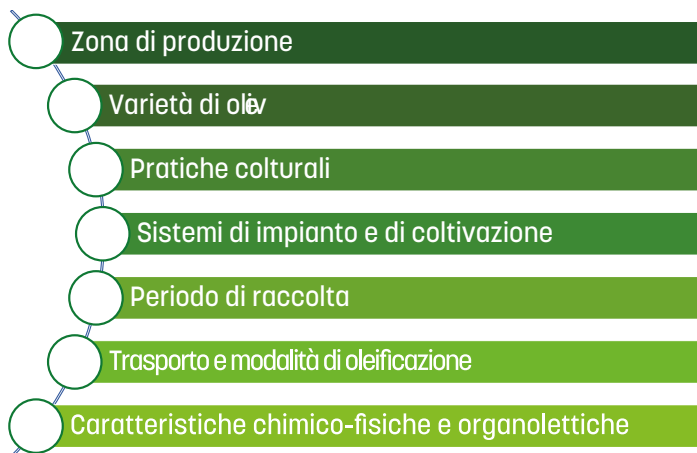 Zona di produzione
Varietà di olive
Pratiche colturali
Sistemi di impianto e di coltivazione
Periodo di raccolta
Trasporto e modalità di oleificazione
Caratteristiche chimico-fisiche e organolettiche